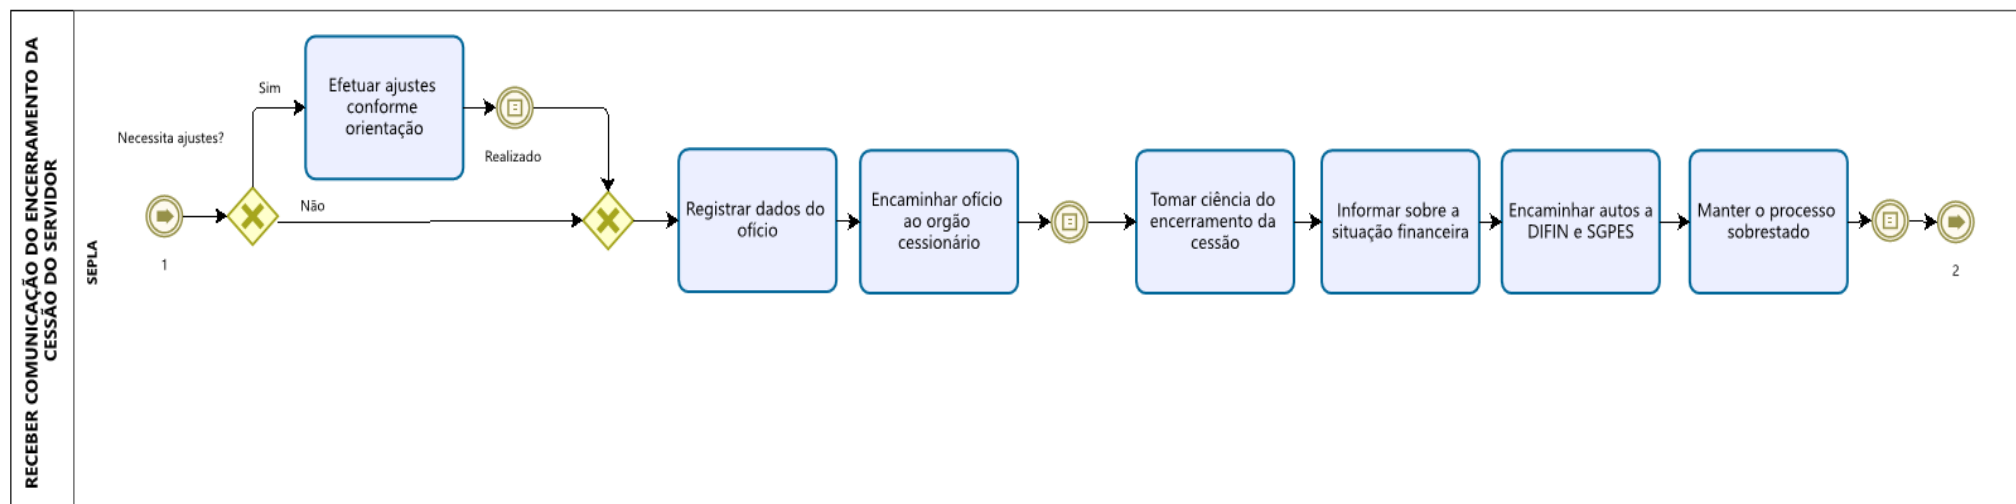 RECEBER COMUNICAÇÃO DO ENCERRAMENTO DA
CESSÃO DO SERVIDOR
SEPLA
1
Necessita ajustes?
Sim
Não
Efetuar ajustes
conforme
orientação
Realizado
Registrar dados do
ofício
Encaminhar ofício
ao orgão
cessionário
Tomar ciência do
encerramento da
cessão
Informar sobre a
situação financeira
Encaminhar autos a
DIFIN e SGPES
Manter o processo
sobrestado
2